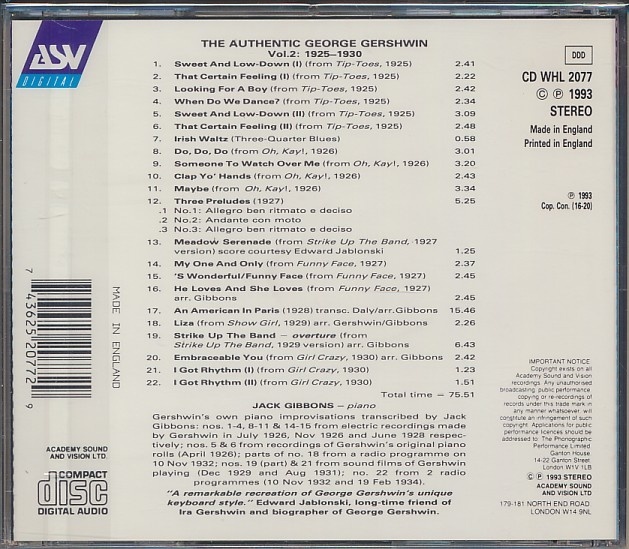 ASV
DIGITAL
THE AUTHENTIC GEORGE GERSHWIN
Vol.2: 1925–1930
1. Sweet And Low-Down (I) (from Tip-Toes, 1925) 2.41
2. That Certain Feeling (I) (from Tip-Toes, 1925) 2.22
3. Looking For A Boy (from Tip-Toes, 1925) 2.42
4. When Do We Dance? (from Tip-Toes, 1925) 2.34
5. Sweet And Low-Down (II) (from Tip-Toes, 1925) 3.09
6. That Certain Feeling (II) (from Tip-Toes, 1925) 2.48
7. Irish Waltz (Three-Quarter Blues) 0.58
8. Do, Do, Do (from Oh, Kay!, 1926) 3.01
9. Someone To Watch Over Me (from Oh, Kay!, 1926) 3.20
10. Clap Yo' Hands (from Oh, Kay!, 1926) 2.43
11. Maybe (from Oh, Kay!, 1926) 3.34
12. Three Preludes (1927) 5.25
.1 No.1: Allegro ben ritmato e deciso
.2 No.2: Andante con moto
.3 No.3: Allegro ben ritmato e deciso
13. Meadow Serenade (from Strike Up The Band, 1927
version) score courtesy Edward Jablonski 1.25
14. My One And Only (from Funny Face, 1927) 2.37
15. 'S Wonderful/Funny Face (from Funny Face, 1927) 2.45
16. He Loves And She Loves (from Funny Face, 1927)
arr. Gibbons 2.45
17. An American In Paris (1928) transc. Daly/arr.Gibbons 15.46
18. Liza (from Show Girl, 1929) arr. Gershwin/Gibbons 2.26
19. Strike Up The Band – overture (from
Strike Up The Band, 1929 version) arr. Gibbons 6.43
20. Embraceable You (from Girl Crazy, 1930) arr. Gibbons 2.42
21. I Got Rhythm (I) (from Girl Crazy, 1930) 1.23
22. I Got Rhythm (II) (from Girl Crazy, 1930) 1.51
Total time – 75.51
JACK GIBBONS – piano
Gershwin's own piano improvisations transcribed by Jack
Gibbons: nos. 1-4, 8-11 & 14-15 from electric recordings made
by Gershwin in July 1926, Nov 1926 and June 1928 respec-
tively; nos. 5 & 6 from recordings of Gershwin's original piano
rolls (April 1926); parts of no. 18 from a radio programme on
10 Nov 1932; nos. 19 (part) & 21 from sound films of Gershwin
playing (Dec 1929 and Aug 1931); no. 22 from 2 radio
programmes (10 Nov 1932 and 19 Feb 1934).
"A remarkable recreation of George Gershwin's unique
keyboard style." Edward Jablonski, long-time friend of
Ira Gershwin and biographer of George Gershwin.
DDD
CD WHL 2077
© ℗ 1993
STEREO
Made in England
Printed in England
℗ 1993
Cop. Con. (16-20)
IMPORTANT NOTICE
Copyright exists on all
Academy Sound and Vision
recordings. Any unauthorised
broadcasting, public performance,
copying or re-recording of
records under this trade mark in
any manner whatsoever, will
constitute an infringement of such
copyright. Applications for public
performance licences should be
addressed to: The Phonographic
Performance Limited,
Ganton House,
14-22 Ganton Street,
London W1V 1LB
© ℗ 1993 STEREO
ACADEMY SOUND
AND VISION LTD
179-181 NORTH END ROAD,
LONDON W14 9NL
7 43625 20772 9
MADE IN ENGLAND
ACADEMY SOUND
AND VISION LTD.
COMPACT
disc
DIGITAL AUDIO